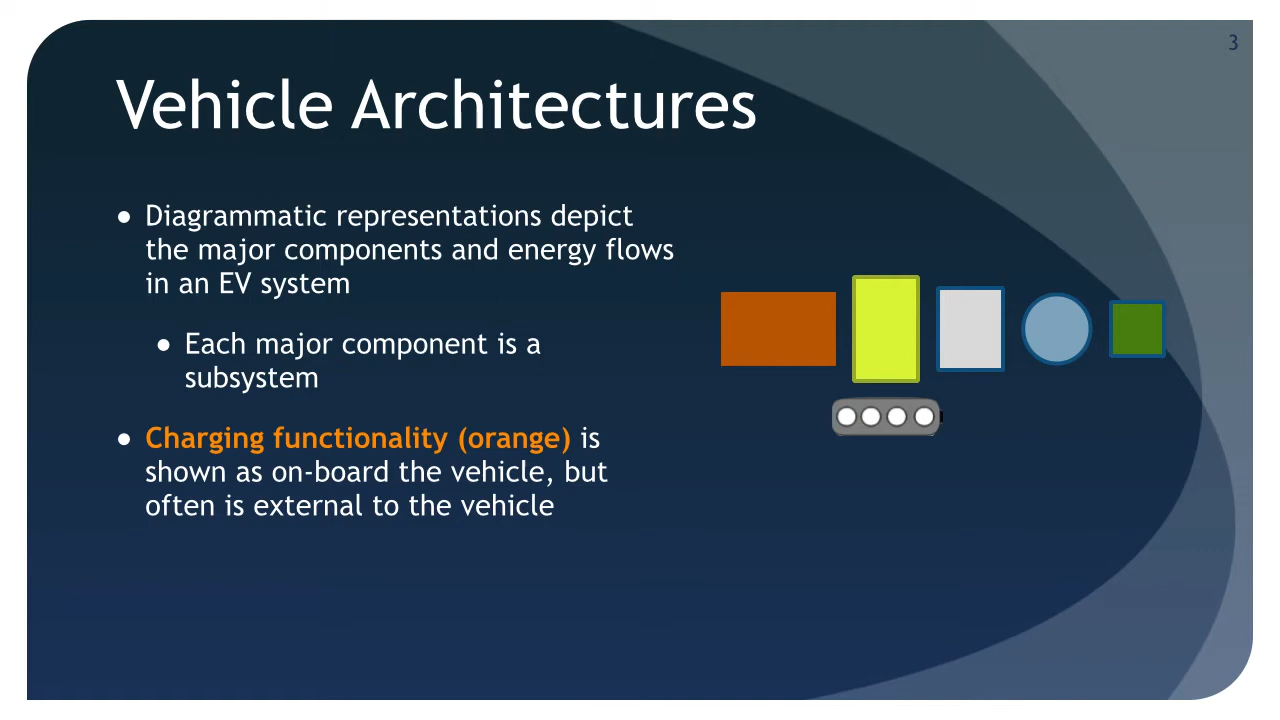 3
Vehicle Architectures
● Diagrammatic representations depict
the major components and energy flows
in an EV system
● Each major component is a
subsystem
● Charging functionality (orange) is
shown as on-board the vehicle, but
often is external to the vehicle